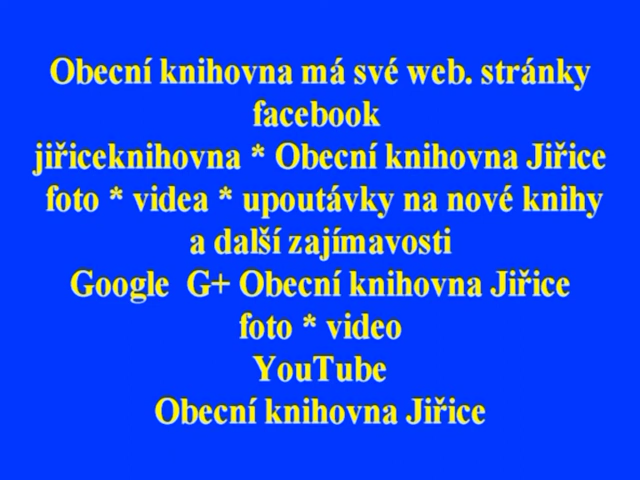 Obecní knihovna má své web. stránky
facebook
jiřiceknihovna * Obecní knihovna Jiřice
foto * videa * upoutávky na nové knihy
a další zajímavosti
Google G+ Obecní knihovna Jiřice
foto * video
YouTube
Obecní knihovna Jiřice